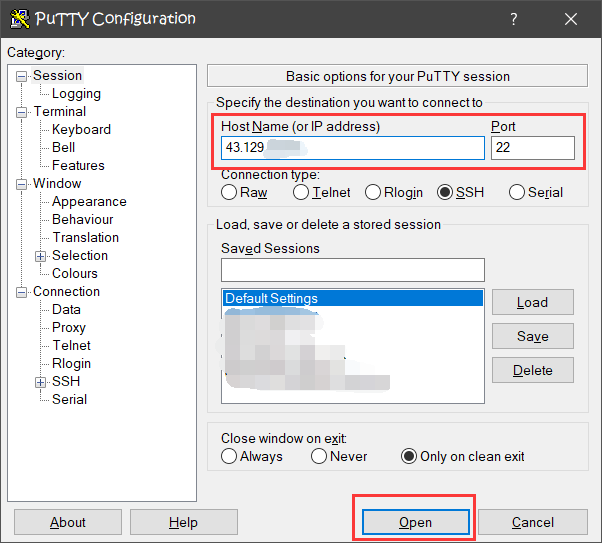 PuTTY Configuration
?
Category:
Session
Logging
Terminal
Keyboard
Bell
Features
Window
Appearance
Behaviour
Translation
Selection
Colours
Connection
Data
Proxy
Telnet
Rlogin
SSH
Serial
Basic options for your PuTTY session
Specify the destination you want to connect to
Host Name (or IP address) Port
43.129. 22
Connection type:
Raw Telnet Rlogin SSH Serial
Load, save or delete a stored session
Saved Sessions
Default Settings
Load
Save
Delete
Close window on exit:
Always Never Only on clean exit
About Help Open Cancel